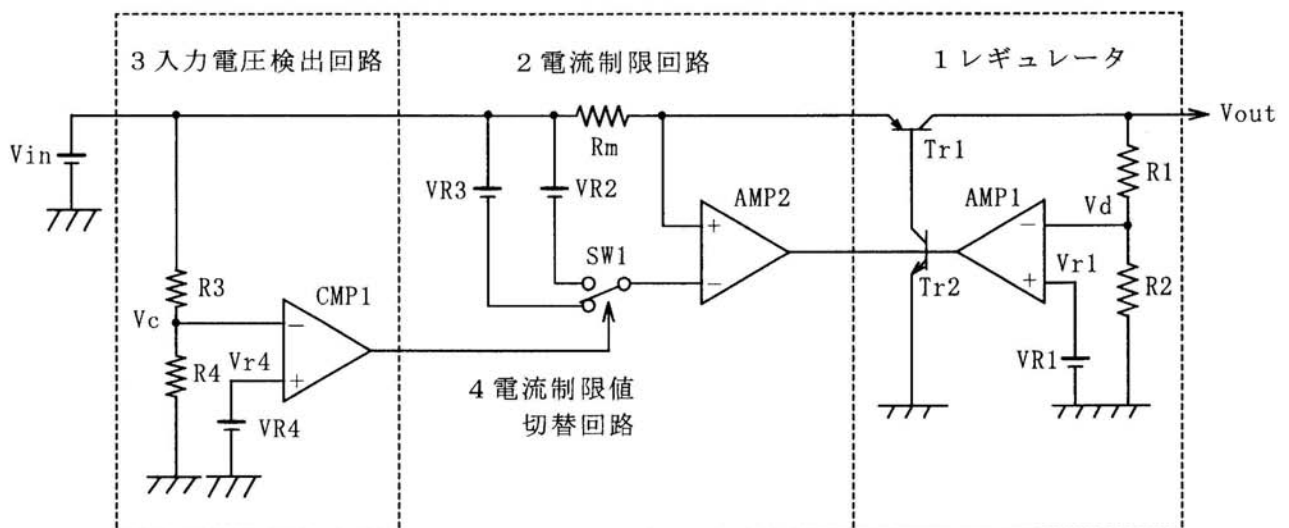 3入力電圧検出回路
2電流制限回路
1レギュレータ
Vin
Rm
Vout
Tr1
R1
VR3
VR2
AMP2
AMP1
Vd
SW1
R3
CMP1
Vr1
Tr2
R2
Vc
Vr4
R4
VR1
4電流制限値
切替回路
VR4